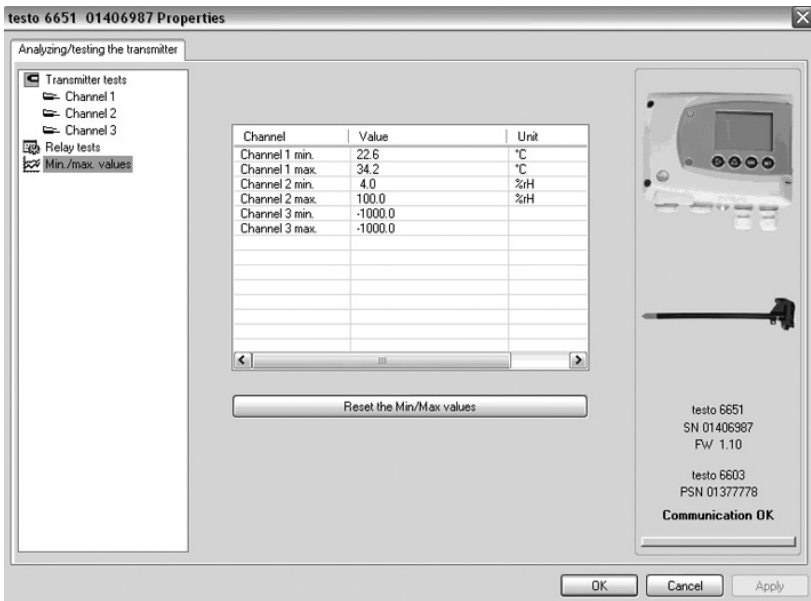 testo 6651 01406987 Properties
Analyzing/testing the transmitter
Transmitter tests
Channel 1
Channel 2
Channel 3
Relay tests
Min./max. values
Channel Value Unit
Channel 1 min. 22.6 °C
Channel 1 max. 34.2 °C
Channel 2 min. 4.0 %rH
Channel 2 max. 100.0 %rH
Channel 3 min. -1000.0
Channel 3 max. -1000.0
Reset the Min/Max values
testo 6651
SN 01406987
FW 1.10
testo 6603
PSN 01377778
Communication OK
OK Cancel Apply